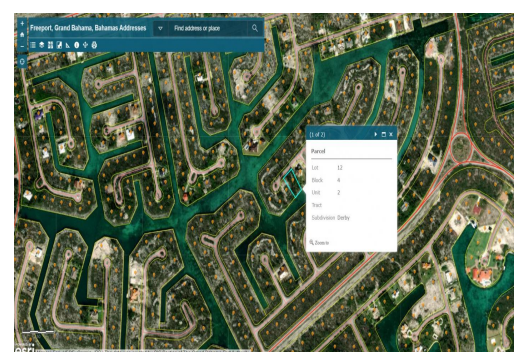 Freeport, Grand Bahama, Bahamas Addresses
Find address or place
(1 of 2)
Parcel
Lot 12
Block 4
Unit 2
Tract
Subdivision Derby
Zoom to
esri